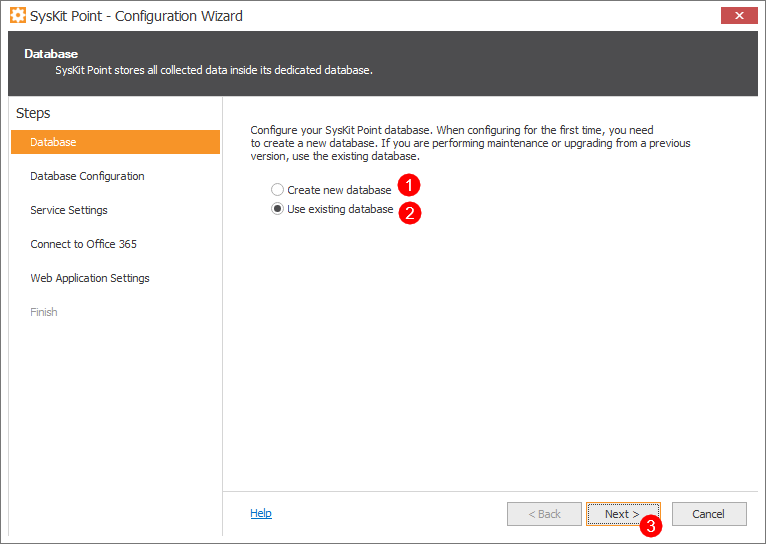 SysKit Point - Configuration Wizard
Database
SysKit Point stores all collected data inside its dedicated database.
Steps
Database
Database Configuration
Service Settings
Connect to Office 365
Web Application Settings
Finish
Configure your SysKit Point database. When configuring for the first time, you need
to create a new database. If you are performing maintenance or upgrading from a previous
version, use the existing database.
Create new database 1
Use existing database 2
Help
< Back
Next >
3
Cancel